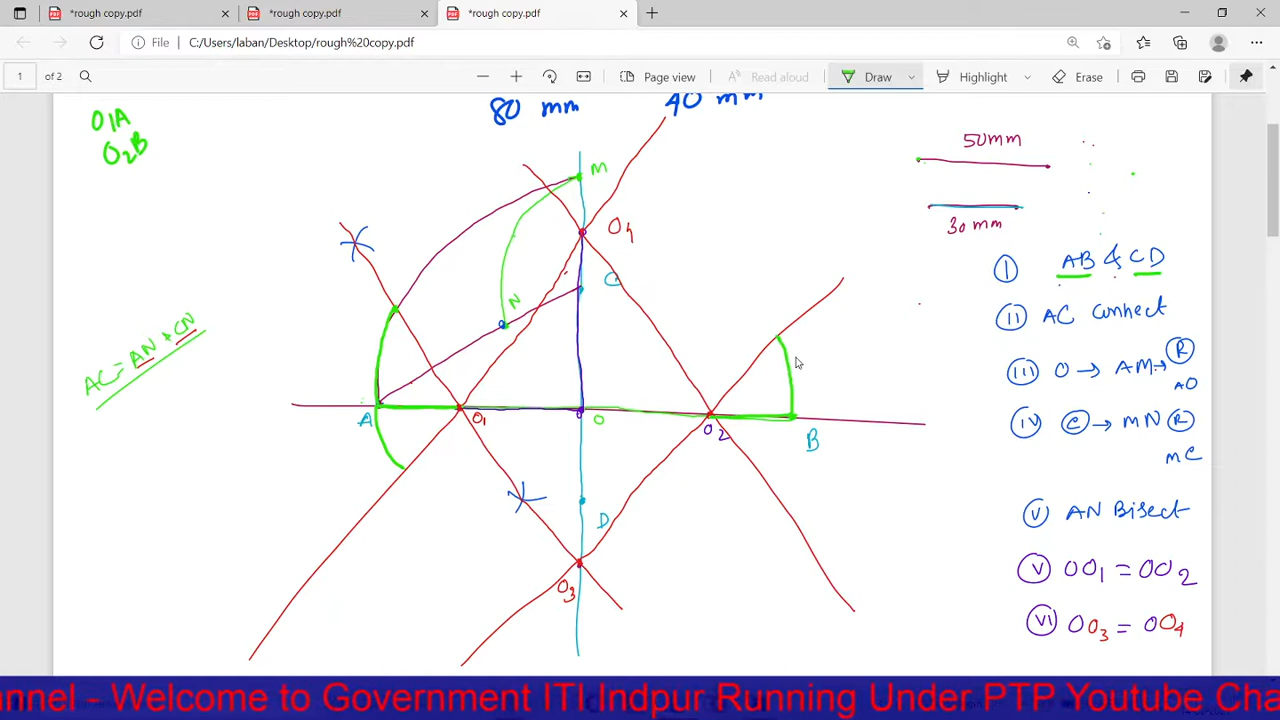 *rough copy.pdf
*rough copy.pdf
*rough copy.pdf
File
C:/Users/laban/Desktop/rough%20copy.pdf
1
of 2
Page view
Read aloud
Draw
Highlight
Erase
80 mm
40 mm
O1A
O2B
50mm
30 mm
M
O4
C
N
AC = AN + CN
A
O1
O
O2
B
D
O3
I AB & CD
II AC connect
III O → AM → R
AO
IV C → MN R
MC
V AN Bisect
V OO1 = OO2
VI OO3 = OO4
nnel - Welcome to Government ITI Indpur Running Under PTP Youtube Cha